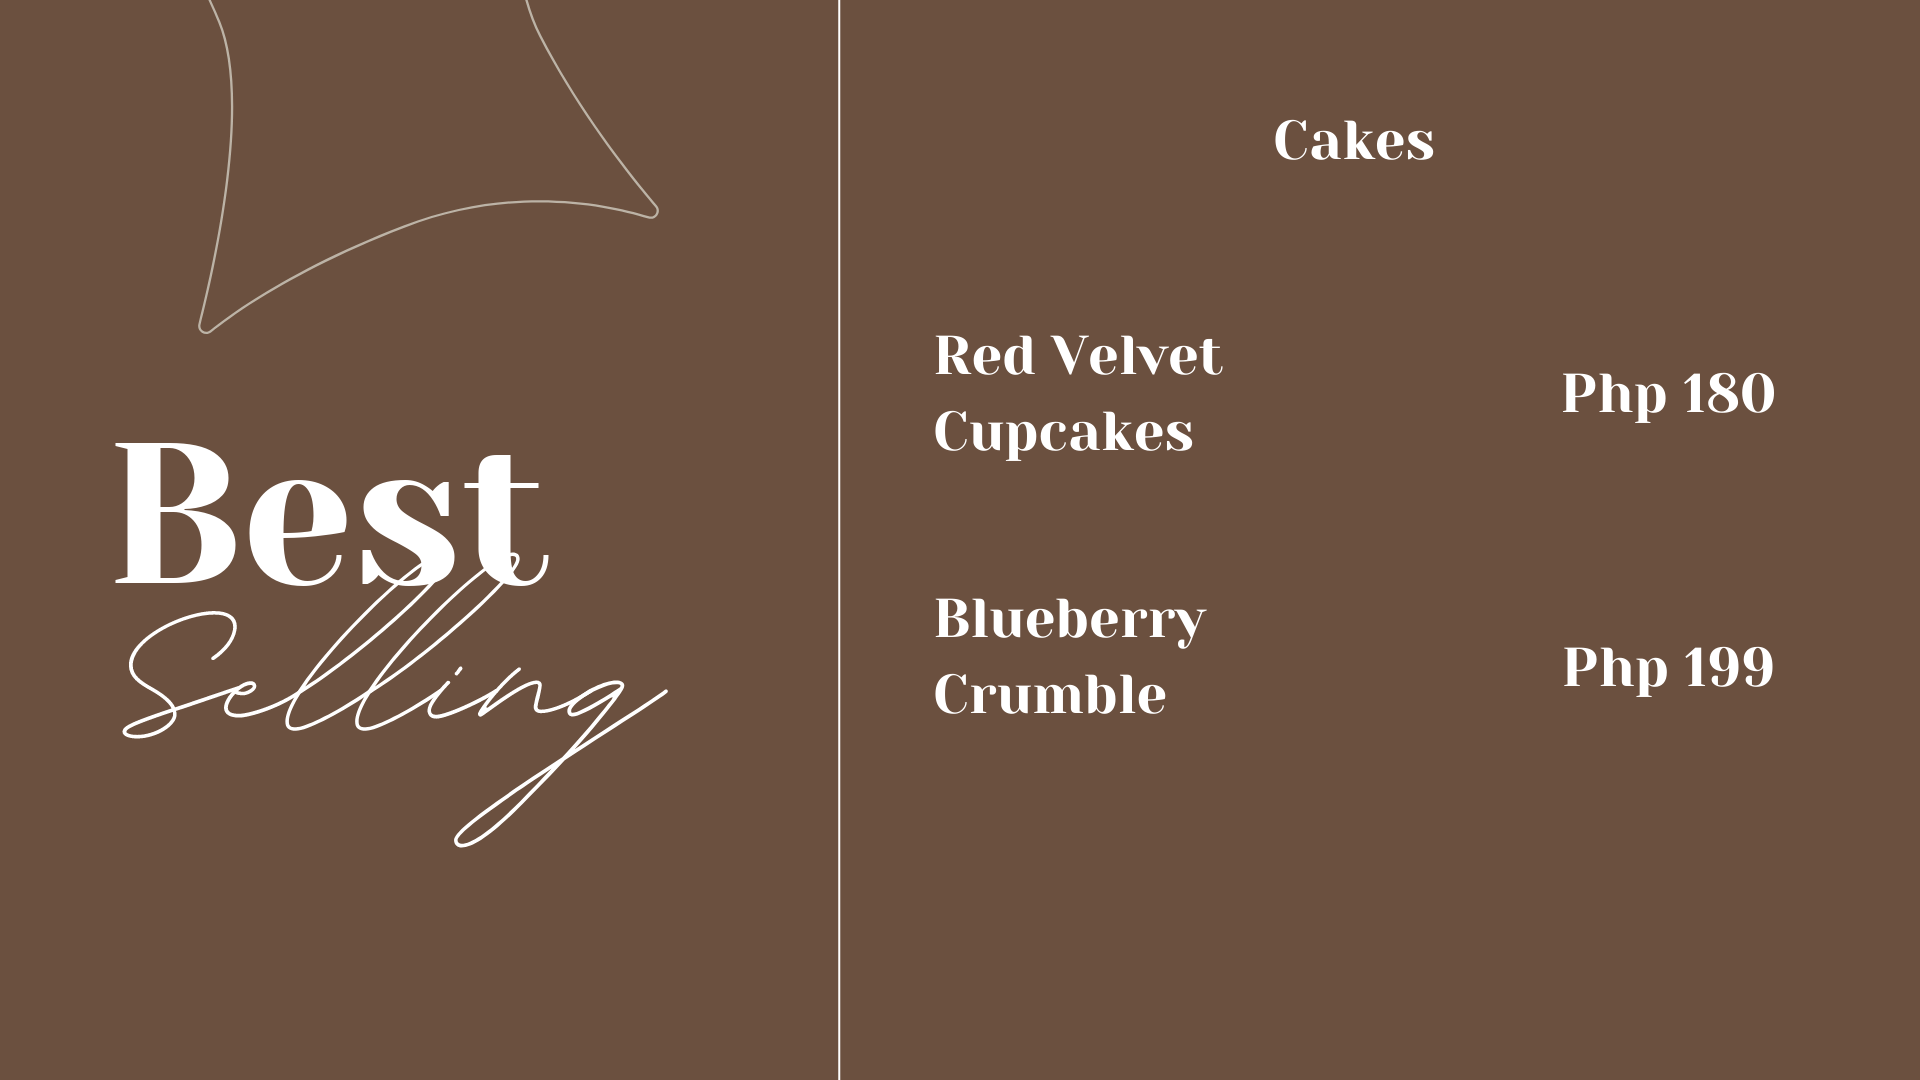 Best
Selling
Cakes
Red Velvet
Cupcakes
Php 180
Blueberry
Crumble
Php 199